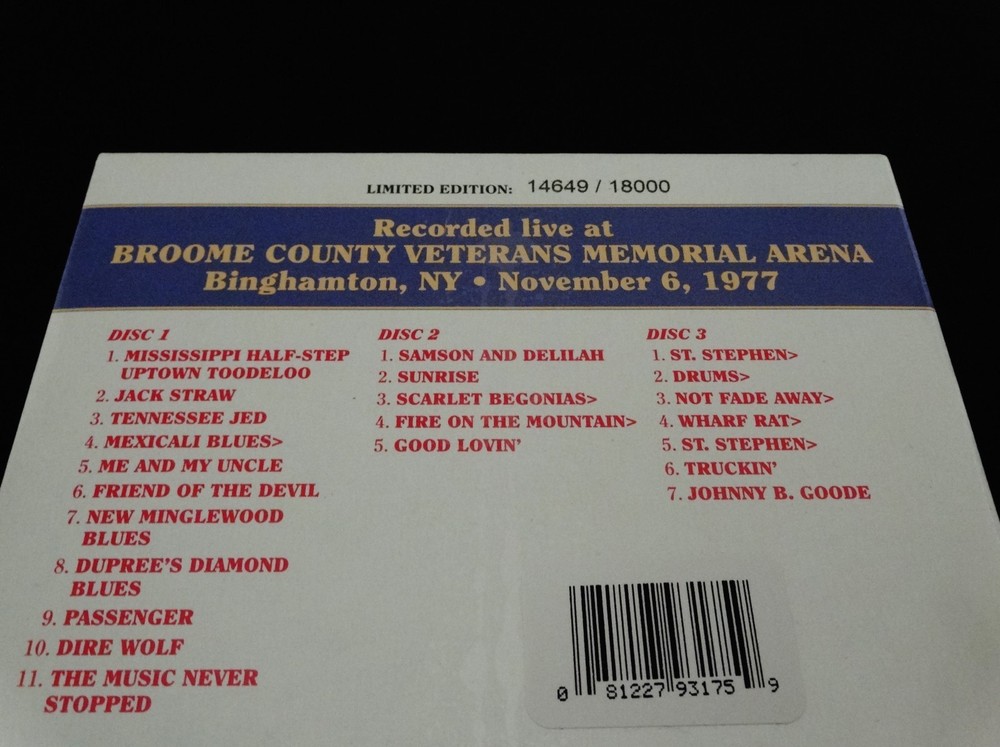 LIMITED EDITION: 14649 / 18000
Recorded live at
BROOME COUNTY VETERANS MEMORIAL ARENA
Binghamton, NY • November 6, 1977
DISC 1
1. MISSISSIPPI HALF-STEP
UPTOWN TOODELOO
2. JACK STRAW
3. TENNESSEE JED
4. MEXICALI BLUES>
5. ME AND MY UNCLE
6. FRIEND OF THE DEVIL
7. NEW MINGLEWOOD
BLUES
8. DUPREE'S DIAMOND
BLUES
9. PASSENGER
10. DIRE WOLF
11. THE MUSIC NEVER
STOPPED
DISC 2
1. SAMSON AND DELILAH
2. SUNRISE
3. SCARLET BEGONIAS>
4. FIRE ON THE MOUNTAIN>
5. GOOD LOVIN'
DISC 3
1. ST. STEPHEN>
2. DRUMS>
3. NOT FADE AWAY>
4. WHARF RAT>
5. ST. STEPHEN>
6. TRUCKIN'
7. JOHNNY B. GOODE
0 81227 93175 9